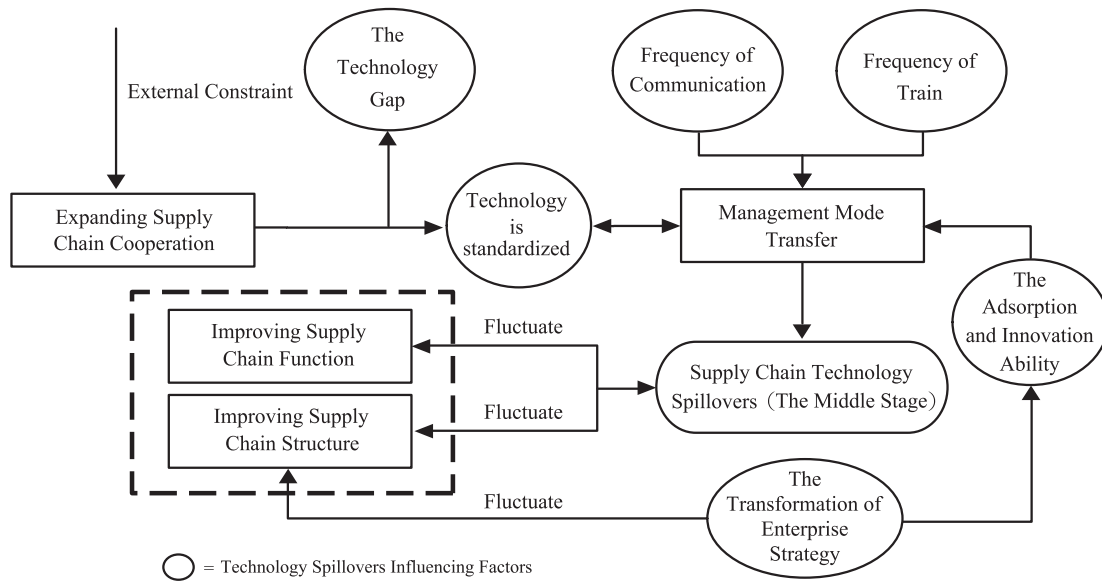 The
Technology
Gap
Frequency of
Communication
Frequency of
Train
External Constraint
Expanding Supply
Chain Cooperation
Technology
is
standardized
Management Mode
Transfer
The
Adsorption
and Innovation
Ability
Improving Supply
Chain Function
Fluctuate
Supply Chain Technology
Spillovers (The Middle Stage)
Improving Supply
Chain Structure
Fluctuate
Fluctuate
The
Transformation of
Enterprise
Strategy
= Technology Spillovers Influencing Factors